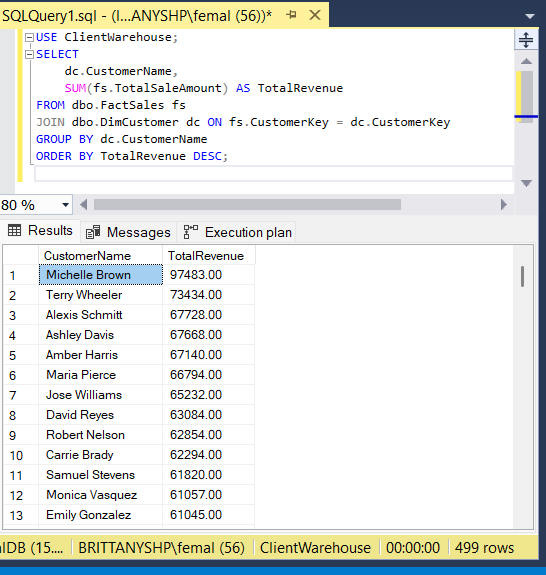 SQLQuery1.sql - (l...ANYSHP\femal (56))*
USE ClientWarehouse;
SELECT
dc.CustomerName,
SUM(fs.TotalSaleAmount) AS TotalRevenue
FROM dbo.FactSales fs
JOIN dbo.DimCustomer dc ON fs.CustomerKey = dc.CustomerKey
GROUP BY dc.CustomerName
ORDER BY TotalRevenue DESC;
80 %
Results Messages Execution plan
CustomerName TotalRevenue
1 Michelle Brown 97483.00
2 Terry Wheeler 73434.00
3 Alexis Schmitt 67728.00
4 Ashley Davis 67668.00
5 Amber Harris 67140.00
6 Maria Pierce 66794.00
7 Jose Williams 65232.00
8 David Reyes 63084.00
9 Robert Nelson 62854.00
10 Carrie Brady 62294.00
11 Samuel Stevens 61820.00
12 Monica Vasquez 61057.00
13 Emily Gonzalez 61045.00
alDB (15.... BRITTANYSHP\femal (56) ClientWarehouse 00:00:00 499 rows